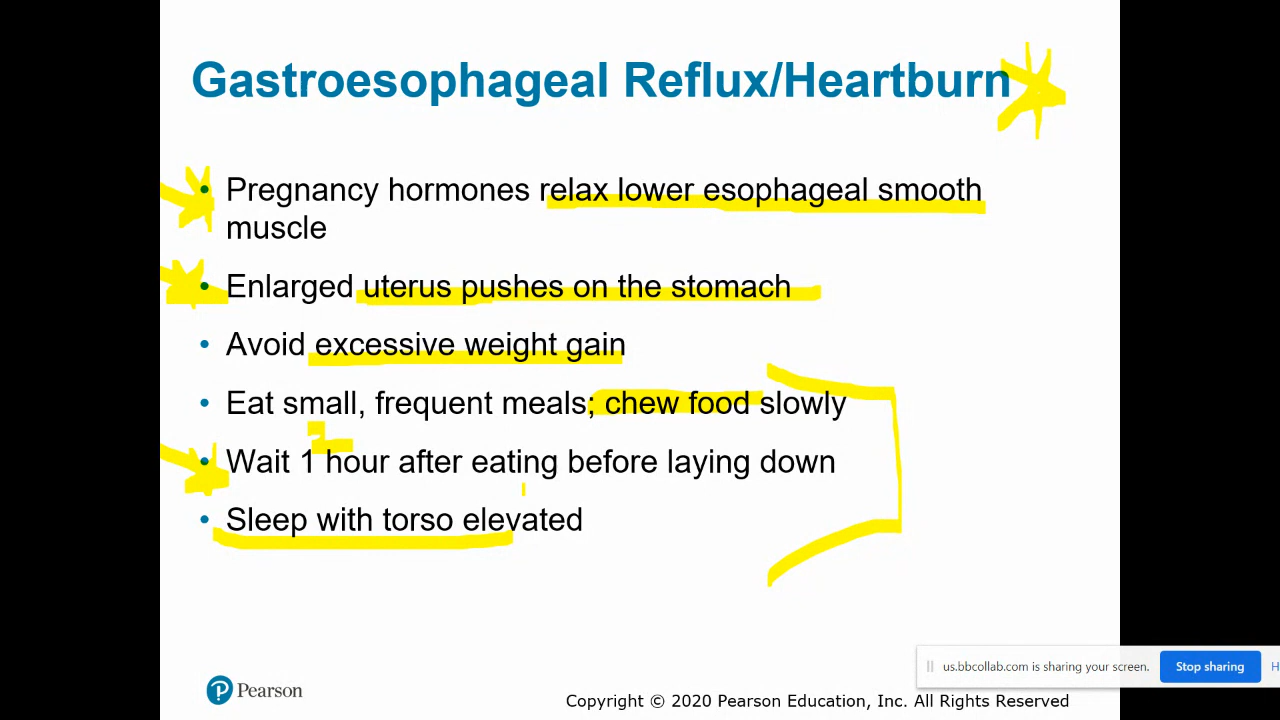 Gastroesophageal Reflux/Heartburn
• Pregnancy hormones relax lower esophageal smooth
muscle
• Enlarged uterus pushes on the stomach
• Avoid excessive weight gain
• Eat small, frequent meals; chew food slowly
• Wait 1 hour after eating before laying down
• Sleep with torso elevated
us.bbcollab.com is sharing your screen. Stop sharing
Pearson
Copyright © 2020 Pearson Education, Inc. All Rights Reserved